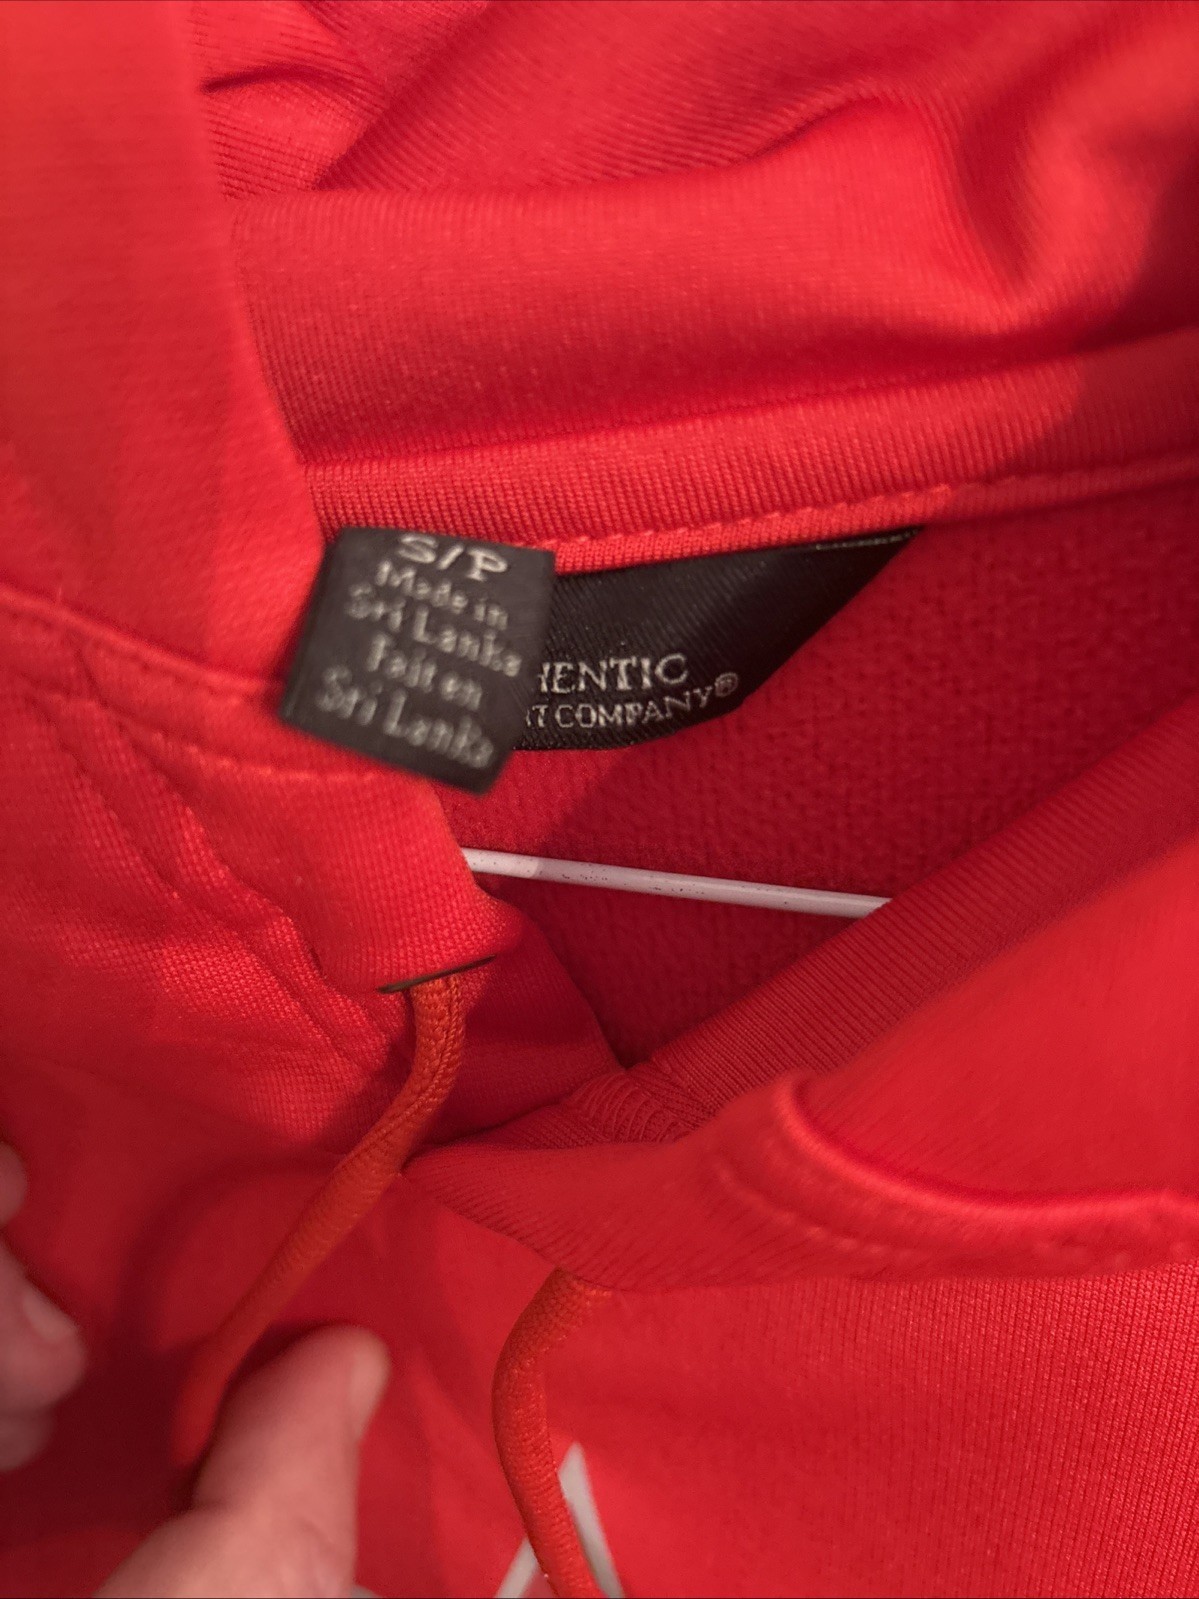 S/P
Made in
Sri Lanka
Fait en
Sri Lanka
HENTIC
T COMPANY®